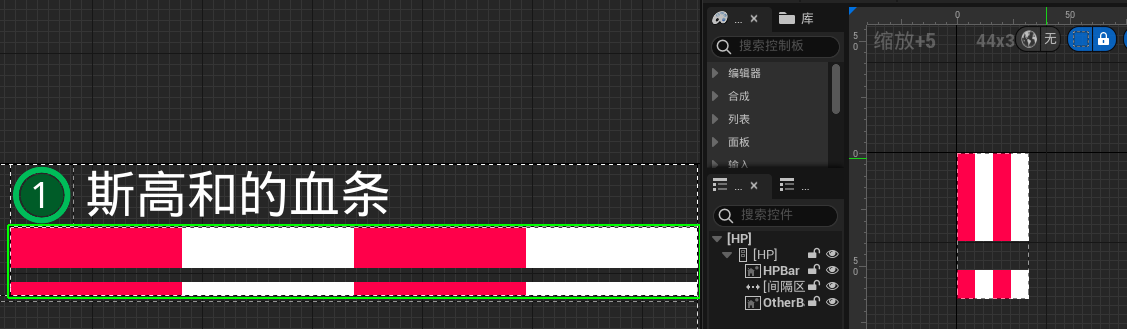 1 斯高和的血条
... × 库
搜索控制板
编辑器
合成
列表
面板
输入
... × ...
搜索控件
[HP]
[HP]
HPBar
[间隔区
OtherB
0 50
5
0
缩放+5 44x3 无
0
5
0